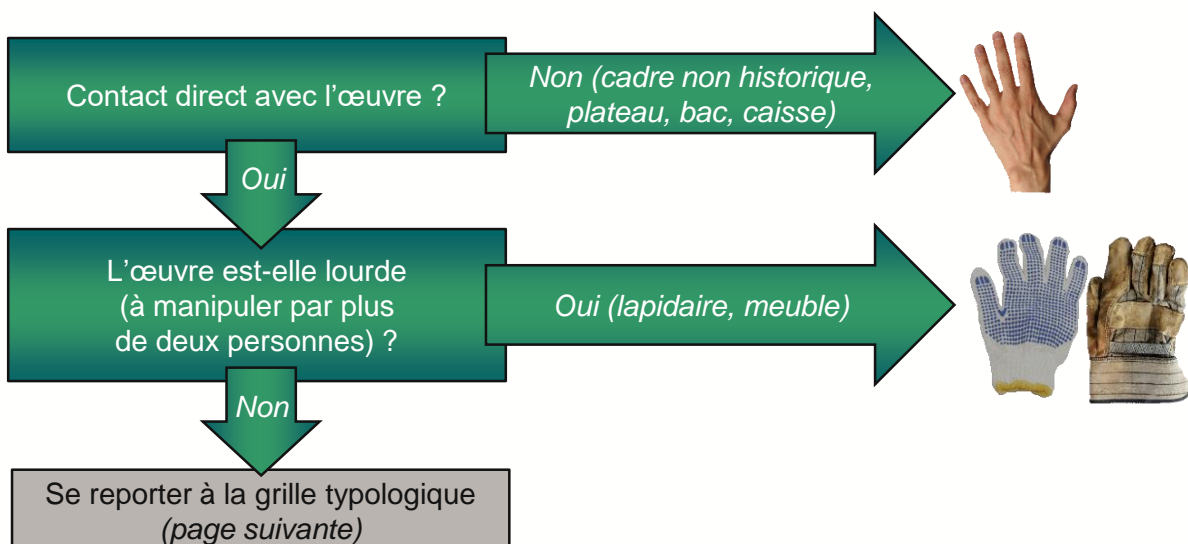 Contact direct avec l’œuvre ?
Non (cadre non historique,
plateau, bac, caisse)
Oui
L’œuvre est-elle lourde
(à manipuler par plus
de deux personnes) ?
Oui (lapidaire, meuble)
Non
Se reporter à la grille typologique
(page suivante)